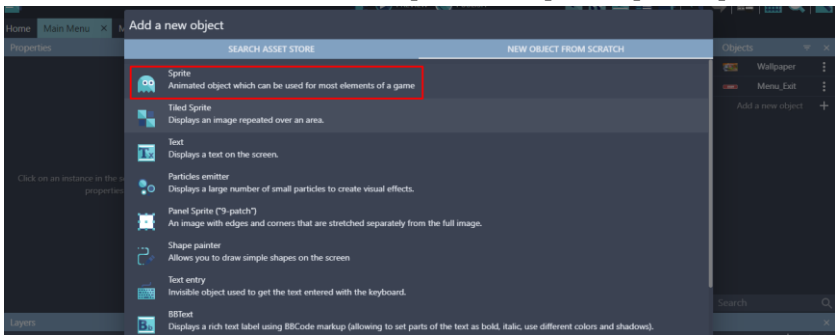 Add a new object
Home Main Menu ×
Properties
SEARCH ASSET STORE NEW OBJECT FROM SCRATCH
Objects
Sprite
Animated object which can be used for most elements of a game
Wallpaper
Menu_Exit
Tiled Sprite
Displays an image repeated over an area.
Add a new object +
Text
Displays a text on the screen.
Particles emitter
Displays a large number of small particles to create visual effects.
Click on an instance in the
properties
Panel Sprite ("9-patch")
An image with edges and corners that are stretched separately from the full image.
Shape painter
Allows you to draw simple shapes on the screen
Text entry
Invisible object used to get the text entered with the keyboard.
Search
BBText
Displays a rich text label using BBCode markup (allowing to set parts of the text as bold, italic, use different colors and shadows).
Layers